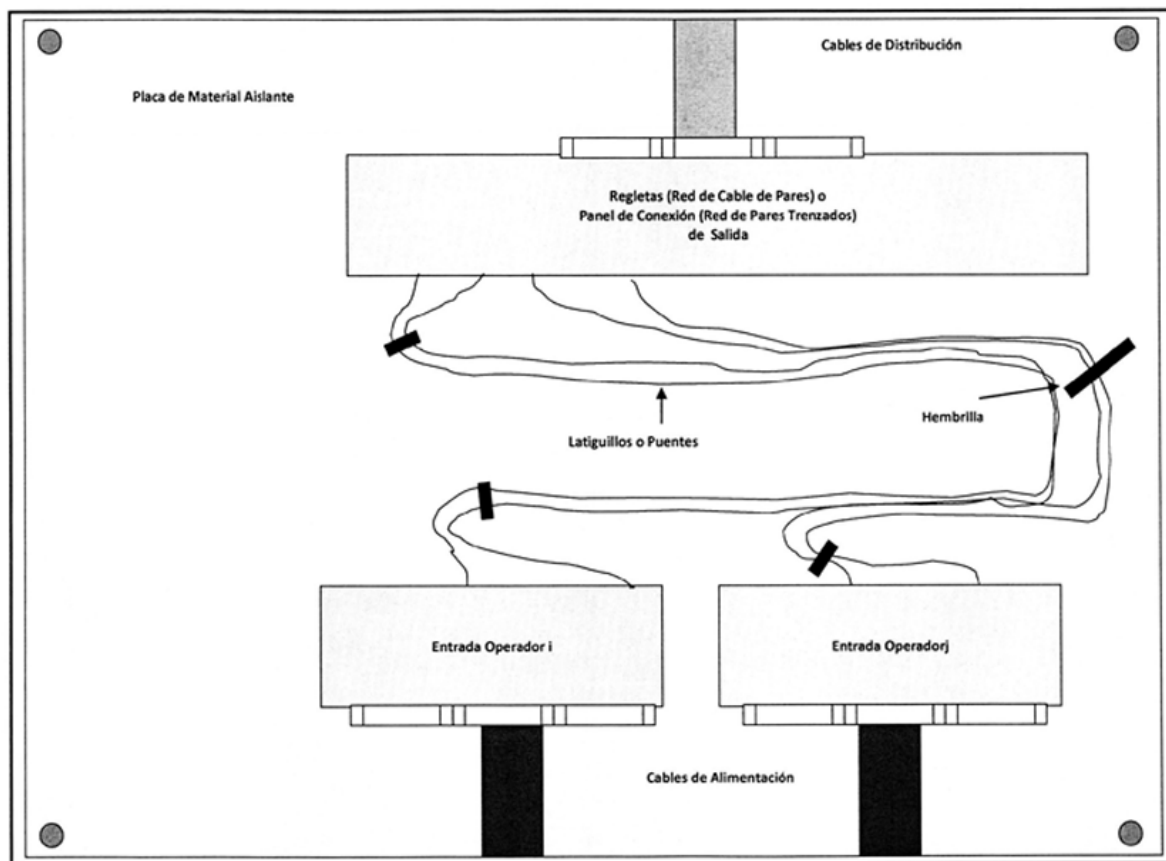 Cables de Distribución
Placa de Material Aislante
Regletas (Red de Cable de Pares) o
Panel de Conexión (Red de Pares Trenzados)
de Salida
Hembrilla
Latiguillos o Puentes
Entrada Operador i
Entrada Operadorj
Cables de Alimentación